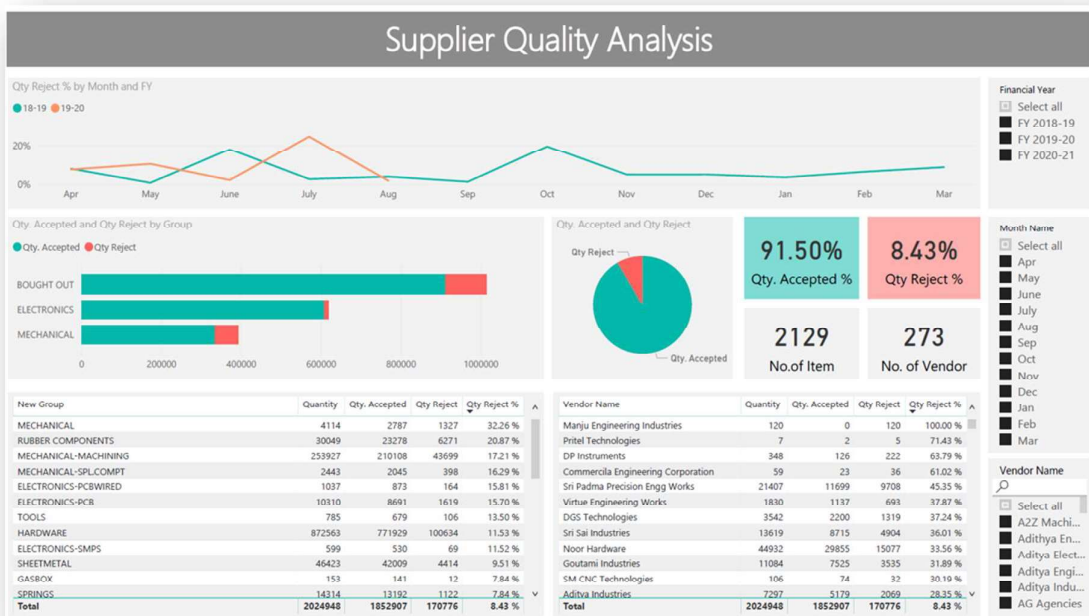 Supplier Quality Analysis
Qty Reject % by Month and FY
18-19 19-20
20%
0%
Apr May June July Aug Sep Oct Nov Dec Jan Feb Mar
Financial Year
Select all
FY 2018-19
FY 2019-20
FY 2020-21
Qty. Accepted and Qty Reject by Group
Qty. Accepted Qty Reject
BOUGHT OUT
ELECTRONICS
MECHANICAL
0 200000 400000 600000 800000 1000000
Qty. Accepted and Qty Reject
Qty Reject
Qty. Accepted
91.50%
Qty. Accepted %
8.43%
Qty Reject %
2129
No.of Item
273
No. of Vendor
Month Name
Select all
Apr
May
June
July
Aug
Sep
Oct
Nov
Dec
Jan
Feb
Mar
New Group Quantity Qty. Accepted Qty Reject Qty Reject %
MECHANICAL 4114 2787 1327 32.26 %
RUBBER COMPONENTS 30049 23278 6271 20.87 %
MECHANICAL-MACHINING 253927 210108 43699 17.21 %
MECHANICAL-SPL.COMPT 2443 2045 398 16.29 %
ELECTRONICS-PCBWIRED 1037 873 164 15.81 %
ELECTRONICS-PCB 10310 8691 1619 15.70 %
TOOLS 785 679 106 13.50 %
HARDWARE 872563 771929 100634 11.53 %
ELECTRONICS-SMPS 599 530 69 11.52 %
SHEETMETAL 46423 42009 4414 9.51 %
GASBOX 153 141 12 7.84 %
SPRINGS 14314 13192 1122 7.84 %
Total 2024948 1852907 170776 8.43 %
Vendor Name Quantity Qty. Accepted Qty Reject Qty Reject %
Manju Engineering Industries 120 0 120 100.00 %
Pritel Technologies 7 2 5 71.43 %
DP Instruments 348 126 222 63.79 %
Commercila Engineering Corporation 59 23 36 61.02 %
Sri Padma Precision Engg Works 21407 11699 9708 45.35 %
Virtue Engineering Works 1830 1137 693 37.87 %
DGS Technologies 3542 2200 1319 37.24 %
Sri Sai Industries 13619 8715 4904 36.01 %
Noor Hardware 44932 29855 15077 33.56 %
Goutami Industries 11084 7525 3535 31.89 %
SM CNC Technologies 106 74 32 30.19 %
Aditya Industries 7297 5179 2069 28.35 %
Total 2024948 1852907 170776 8.43 %
Vendor Name
Select all
A2Z Machi...
Adithya En...
Aditya Elect...
Aditya Engi...
Aditya Indu...
AG Agencies